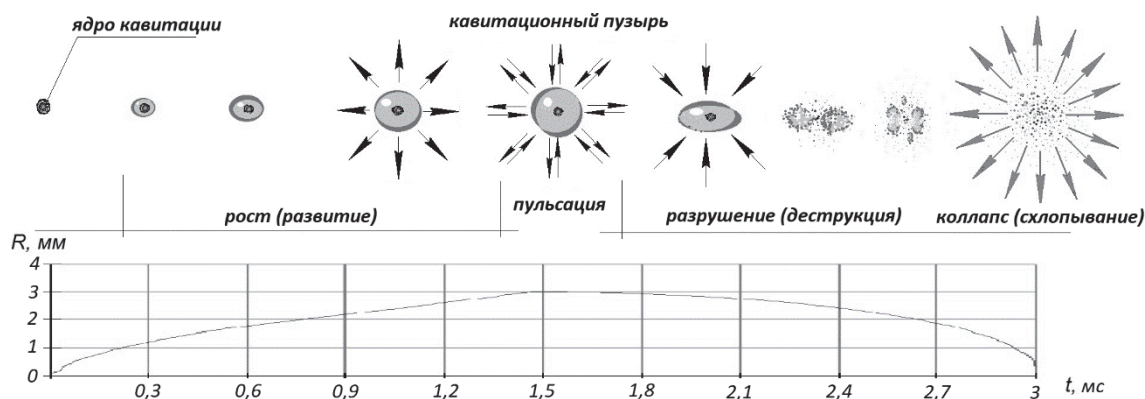 ядро кавитации
кавитационный пузырь
рост (развитие)
пульсация
разрушение (деструкция)
коллапс (схлопывание)
R, мм
4
3
2
1
0
0,3 0,6 0,9 1,2 1,5 1,8 2,1 2,4 2,7 3 t, мс